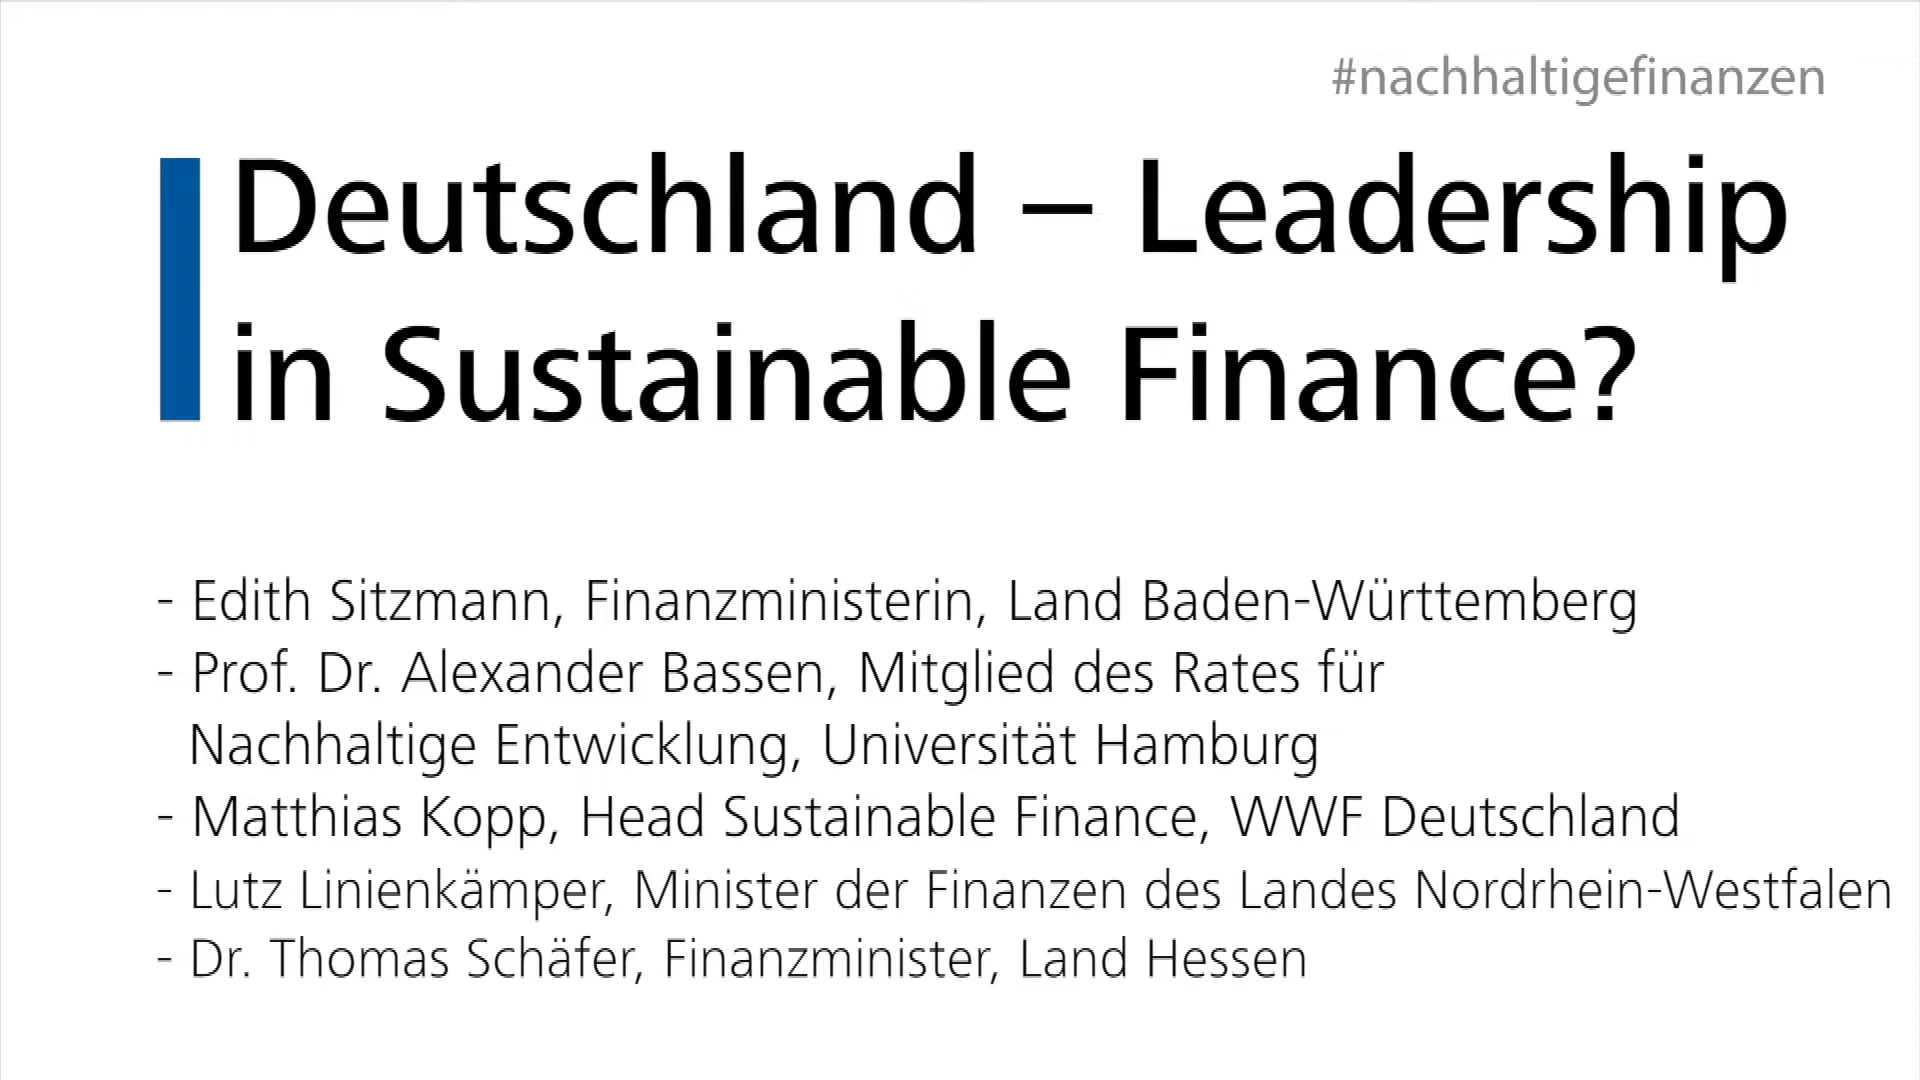 #nachhaltigefinanzen
Deutschland – Leadership
in Sustainable Finance?
- Edith Sitzmann, Finanzministerin, Land Baden-Württemberg
- Prof. Dr. Alexander Bassen, Mitglied des Rates für
Nachhaltige Entwicklung, Universität Hamburg
- Matthias Kopp, Head Sustainable Finance, WWF Deutschland
- Lutz Linienkämper, Minister der Finanzen des Landes Nordrhein-Westfalen
- Dr. Thomas Schäfer, Finanzminister, Land Hessen